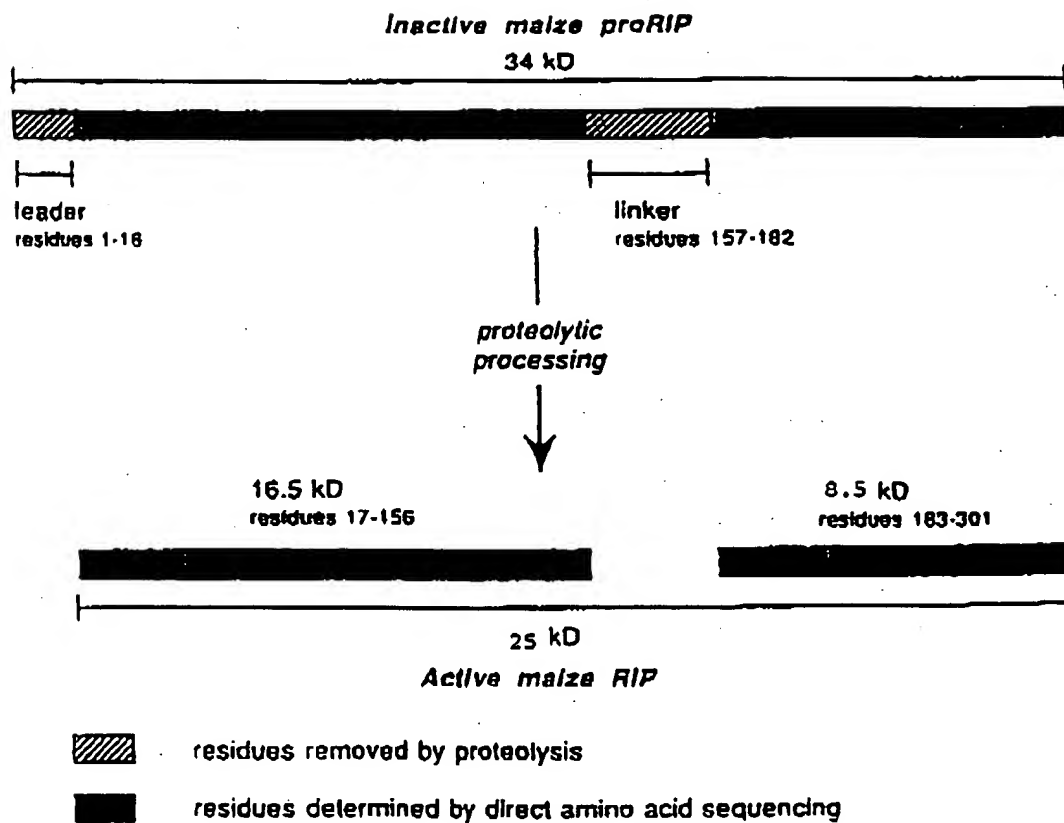 Inactive maize proRIP
34 kD
leader
residues 1-16
linker
residues 157-182
proteolytic
processing
16.5 kD
residues 17-156
8.5 kD
residues 183-301
25 kD
Active maize RIP
residues removed by proteolysis
residues determined by direct amino acid sequencing